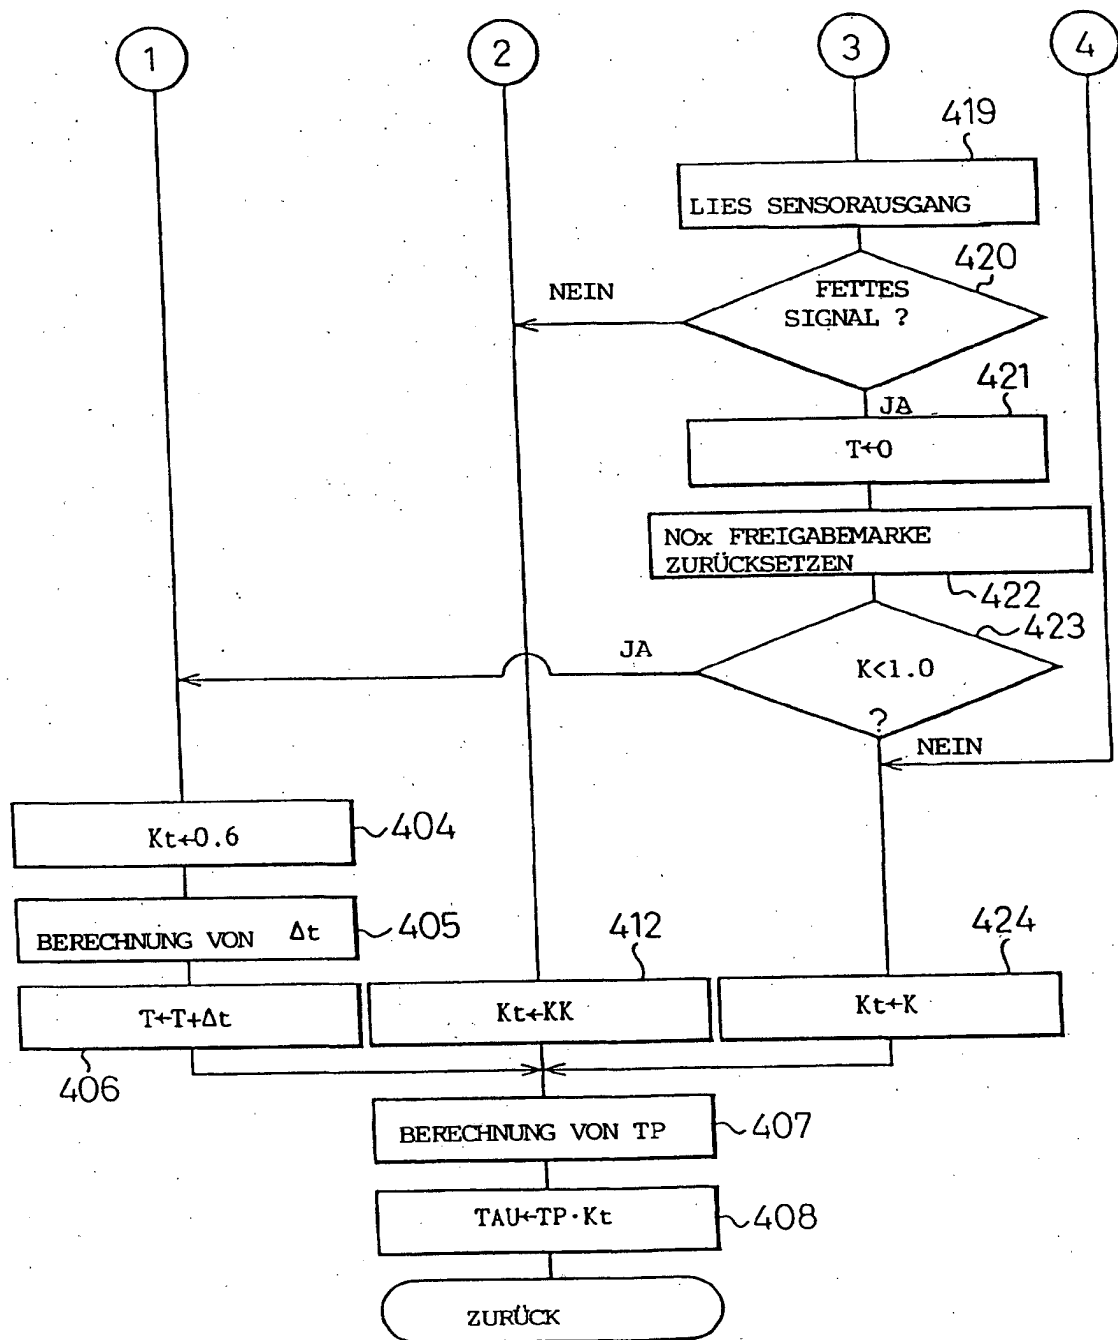 1
2
3
4
419
LIES SENSORAUSGANG
420
FETTES
SIGNAL ?
NEIN
421
JA
T←0
NOx FREIGABEMARKE
ZURÜCKSETZEN
422
423
JA
K<1.0
?
NEIN
Kt←0.6
404
BERECHNUNG VON Δt
405
412
424
T←T+Δt
Kt←KK
Kt←K
406
BERECHNUNG VON TP
407
TAU←TP·Kt
408
ZURÜCK